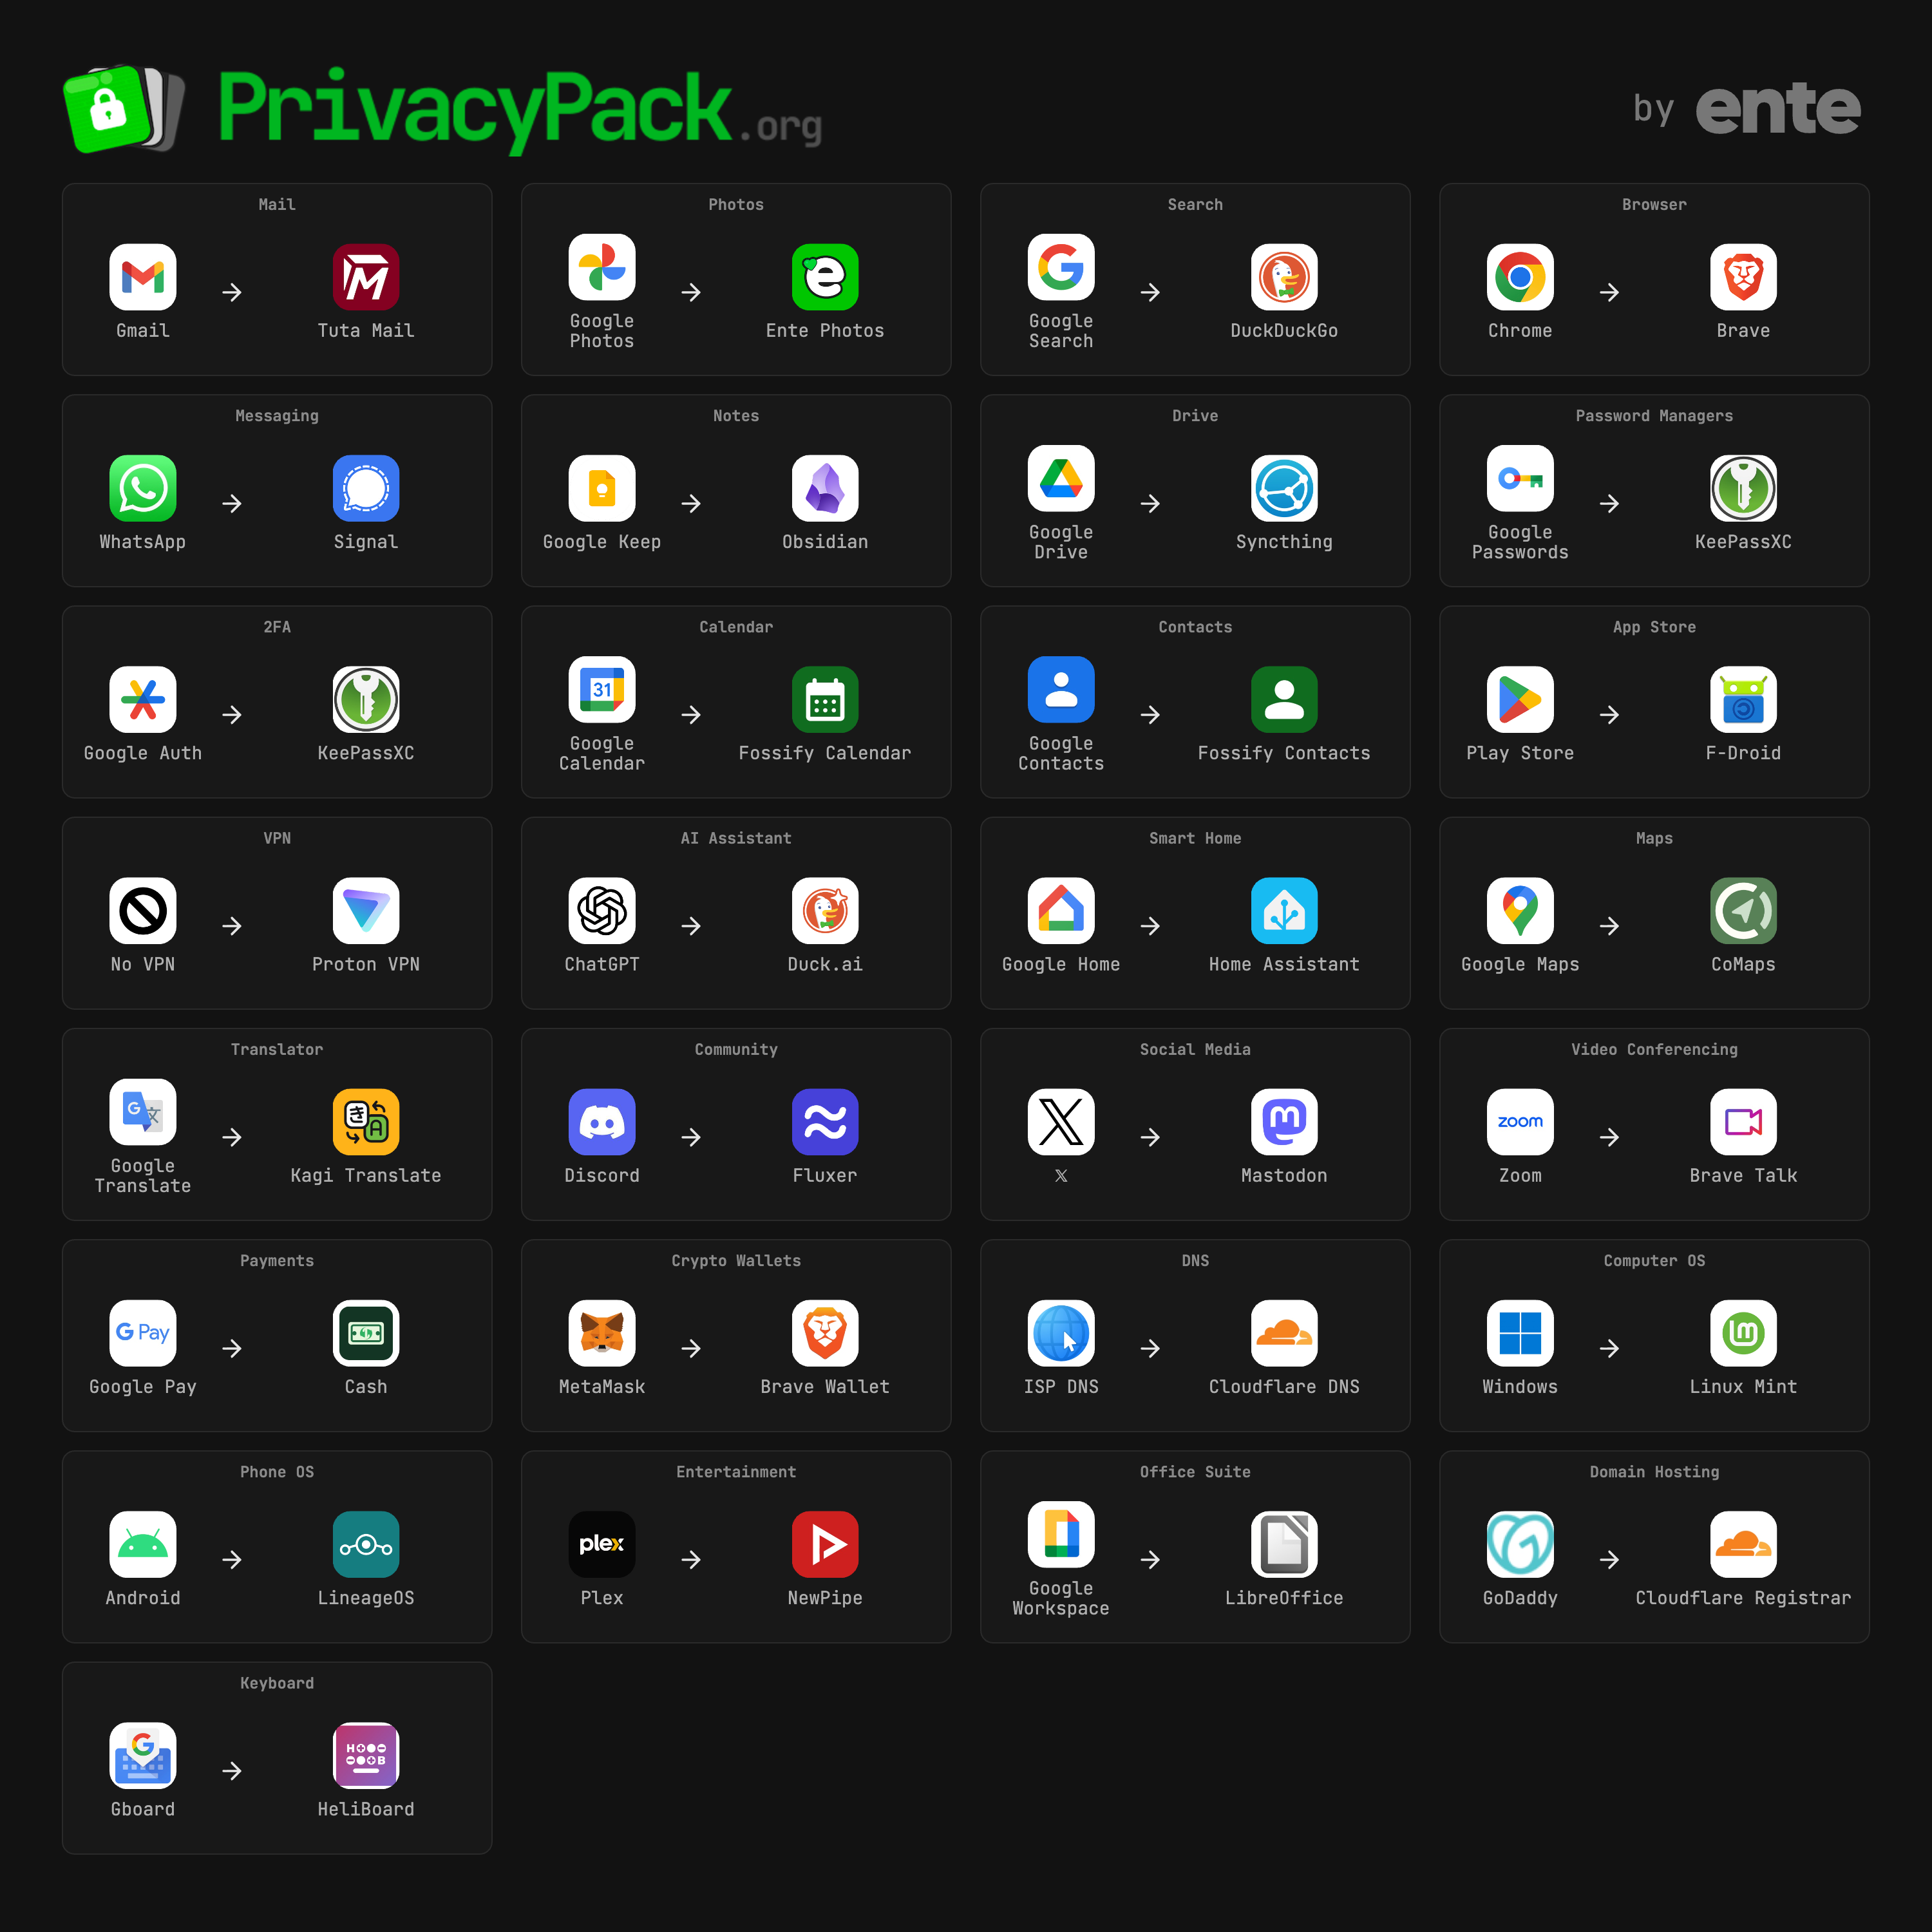 PrivacyPack.org
by ente
Mail
Gmail
Tuta Mail
Photos
Google
Photos
Ente Photos
Search
Google
Search
DuckDuckGo
Browser
Chrome
Brave
Messaging
WhatsApp
Signal
Notes
Google Keep
Obsidian
Drive
Google
Drive
Syncthing
Password Managers
Google
Passwords
KeePassXC
2FA
Google Auth
KeePassXC
Calendar
31
Google
Calendar
Fossify Calendar
Contacts
Google
Contacts
Fossify Contacts
App Store
Play Store
F-Droid
VPN
No VPN
Proton VPN
AI Assistant
ChatGPT
Duck.ai
Smart Home
Google Home
Home Assistant
Maps
Google Maps
CoMaps
Translator
G 文
Google
Translate
き A
Kagi Translate
Community
Discord
Fluxer
Social Media
𝕏
Mastodon
Video Conferencing
zoom
Zoom
Brave Talk
Payments
G Pay
Google Pay
Cash
Crypto Wallets
MetaMask
Brave Wallet
DNS
ISP DNS
Cloudflare DNS
Computer OS
Windows
Linux Mint
Phone OS
Android
LineageOS
Entertainment
plex
Plex
NewPipe
Office Suite
Google
Workspace
LibreOffice
Domain Hosting
GoDaddy
Cloudflare Registrar
Keyboard
Gboard
HeliBoard